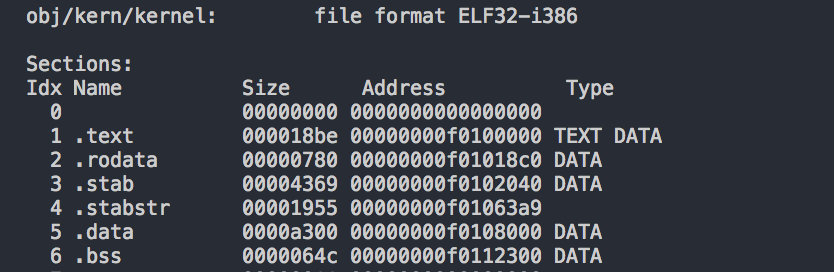 obj/kern/kernel:        file format ELF32-i386

Sections:
Idx Name          Size      Address          Type
  0               00000000 0000000000000000
  1 .text         000018be 00000000f0100000 TEXT DATA
  2 .rodata       00000780 00000000f01018c0 DATA
  3 .stab         00004369 00000000f0102040 DATA
  4 .stabstr      00001955 00000000f01063a9
  5 .data         0000a300 00000000f0108000 DATA
  6 .bss          0000064c 00000000f0112300 DATA